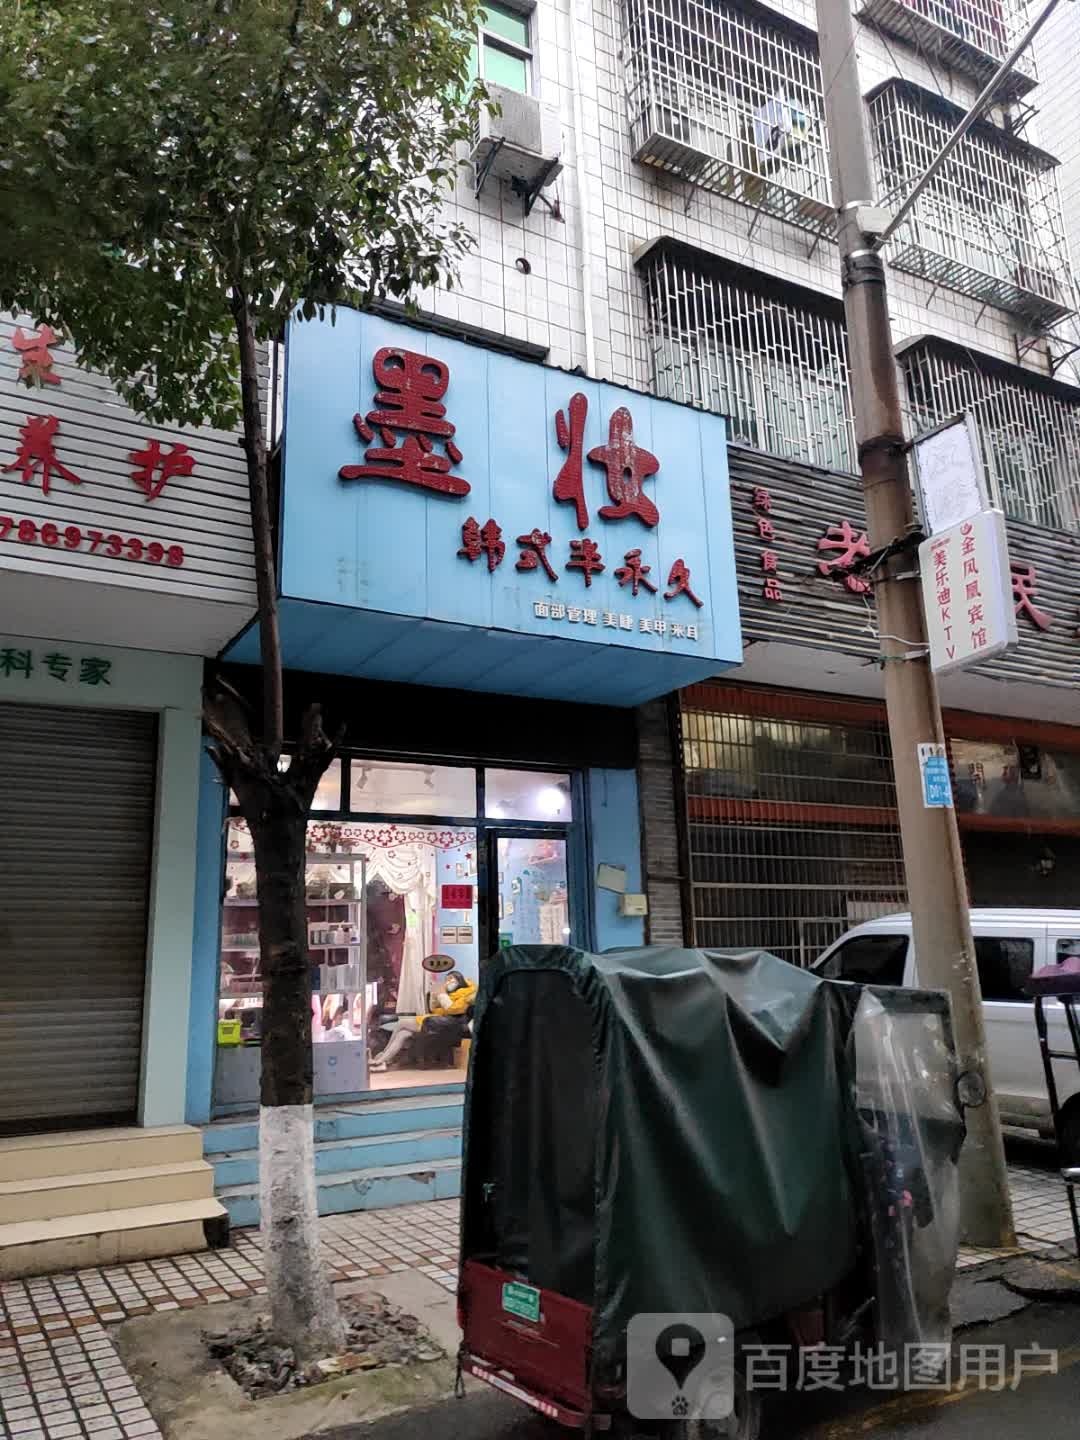 墨妆
韩式半永久
面部管理 美睫 美甲 采耳
生
养护
786973398
科专家
绿色食品
金凤凰宾馆
美乐迪KTV
百度地图用户